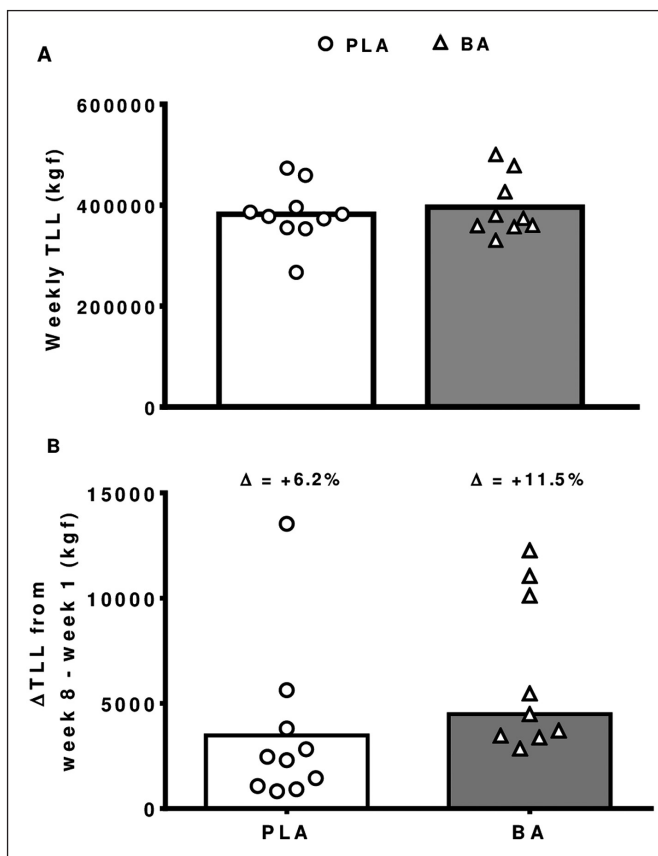 A
PLA BA
600000
400000
200000
0
Weekly TLL (kgf)
B
Δ = +6.2% Δ = +11.5%
15000
10000
5000
0
ΔTLL from
week 8 - week 1 (kgf)
PLA BA